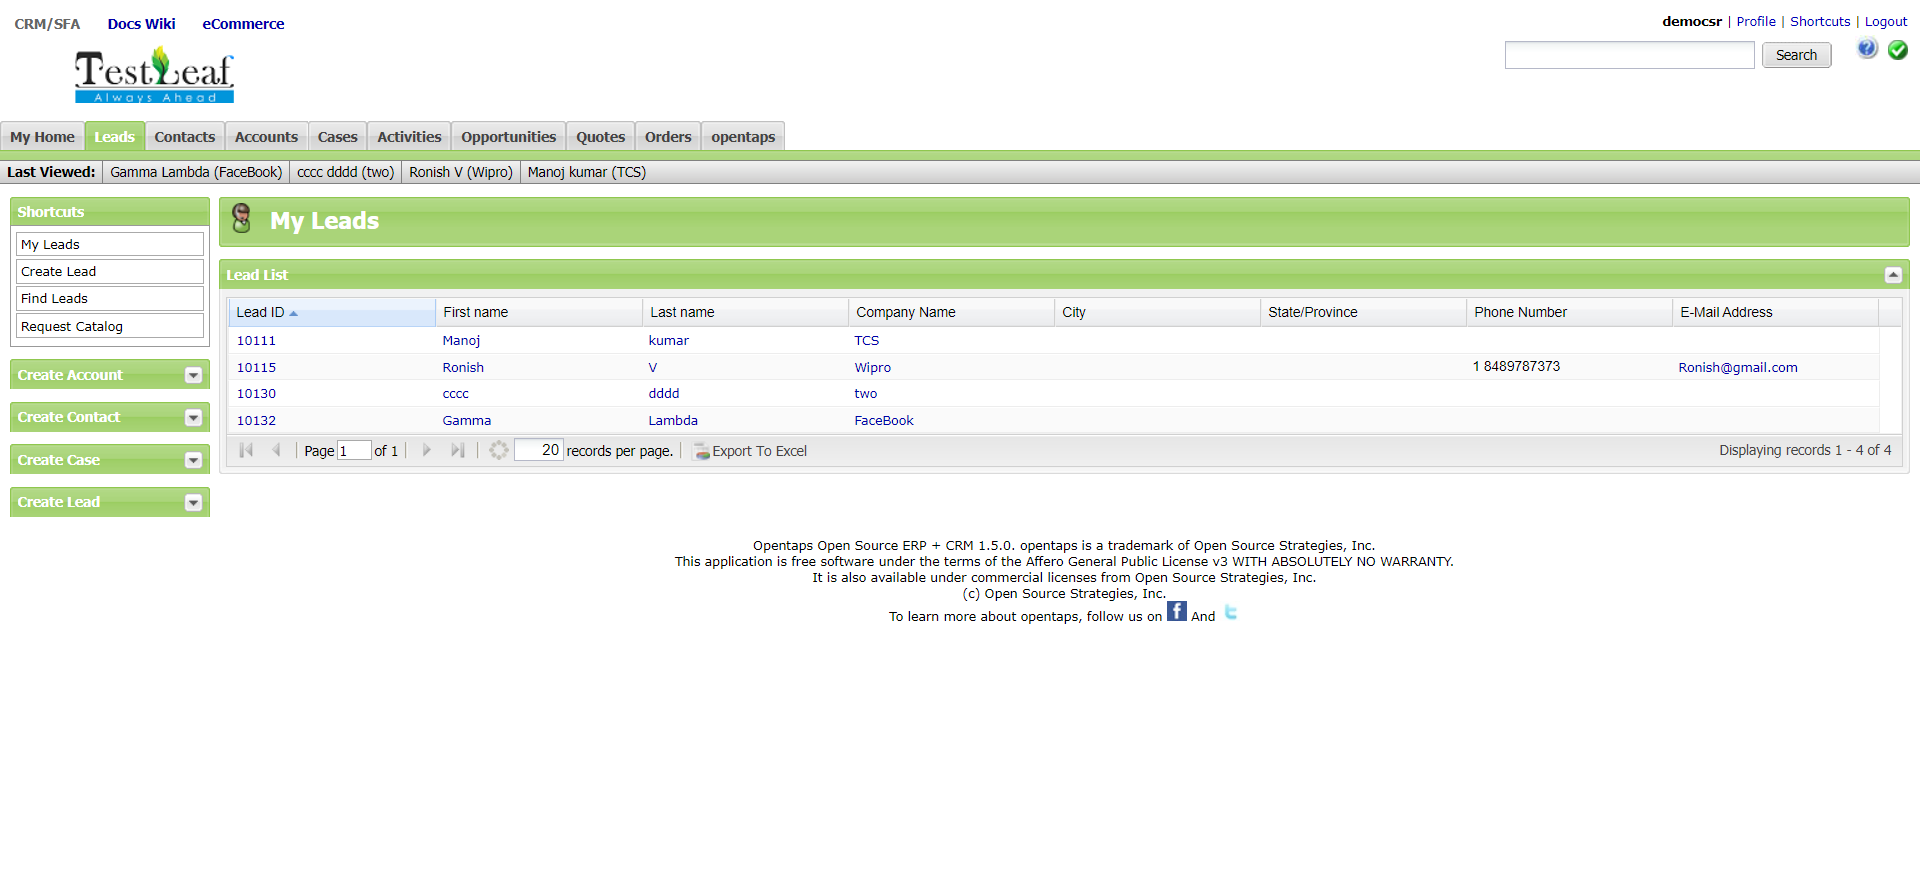 CRM/SFA Docs Wiki eCommerce
democsr | Profile | Shortcuts | Logout
Search
TestLeaf
Always Ahead
My Home Leads Contacts Accounts Cases Activities Opportunities Quotes Orders opentaps
Last Viewed: Gamma Lambda (FaceBook) cccc dddd (two) Ronish V (Wipro) Manoj kumar (TCS)
Shortcuts
My Leads
Create Lead
Find Leads
Request Catalog
Create Account
Create Contact
Create Case
Create Lead
My Leads
Lead List
Lead ID First name Last name Company Name City State/Province Phone Number E-Mail Address
10111 Manoj kumar TCS
10115 Ronish V Wipro 1 8489787373 Ronish@gmail.com
10130 cccc dddd two
10132 Gamma Lambda FaceBook
Page 1 of 1 20 records per page. Export To Excel Displaying records 1 - 4 of 4
Opentaps Open Source ERP + CRM 1.5.0. opentaps is a trademark of Open Source Strategies, Inc.
This application is free software under the terms of the Affero General Public License v3 WITH ABSOLUTELY NO WARRANTY.
It is also available under commercial licenses from Open Source Strategies, Inc.
(c) Open Source Strategies, Inc.
To learn more about opentaps, follow us on f And t